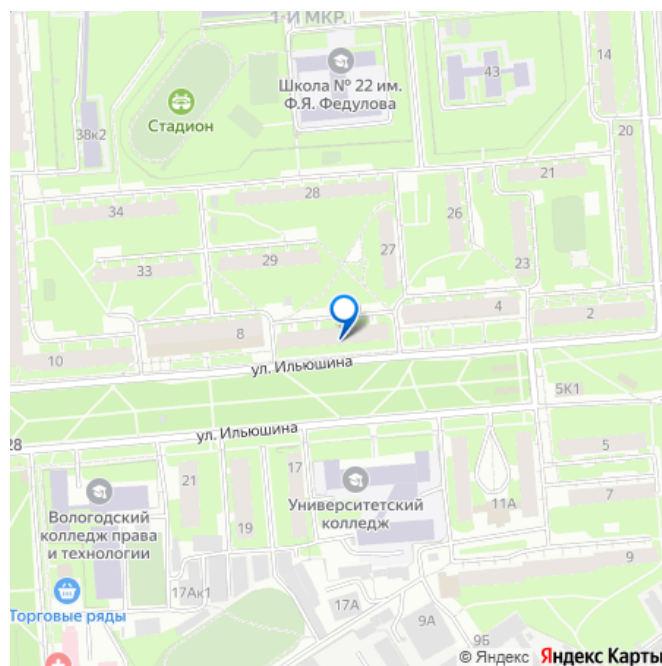 1-Й МКР.
14
43
Школа № 22 им.
Ф.Я. Федулова
Стадион
38к2
20
21
28
34
26
27
29
33
23
4
2
8
10
ул. Ильюшина
5К1
ул. Ильюшина
28
5
17
21
Университетский
колледж
7
11А
Вологодский
колледж права
и технологии
19
9
17Ак1
17А
Торговые ряды
9А
9Б
© Яндекс Яндекс Карты